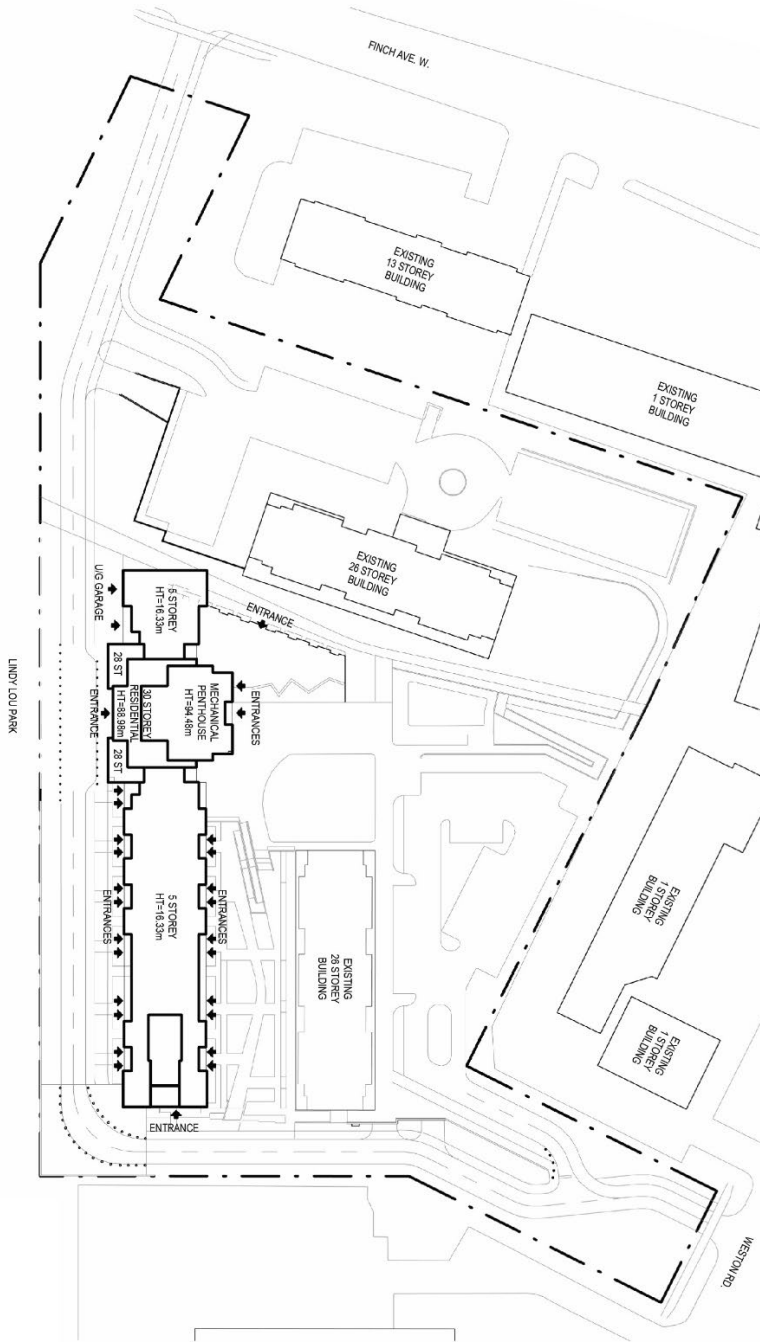 FINCH AVE. W.
EXISTING
13 STOREY
BUILDING
EXISTING
1 STOREY
BUILDING
EXISTING
26 STOREY
BUILDING
U/G GARAGE
5 STOREY
HT=16.33m
ENTRANCE
28 ST
30 STOREY
RESIDENTIAL
HT=88.98m
MECHANICAL
PENTHOUSE
HT=94.48m
ENTRANCES
ENTRANCE
28 ST
LINDY LOU PARK
ENTRANCES
5 STOREY
HT=16.33m
ENTRANCES
EXISTING
26 STOREY
BUILDING
EXISTING
1 STOREY
BUILDING
EXISTING
1 STOREY
BUILDING
ENTRANCE
WESTON RD.